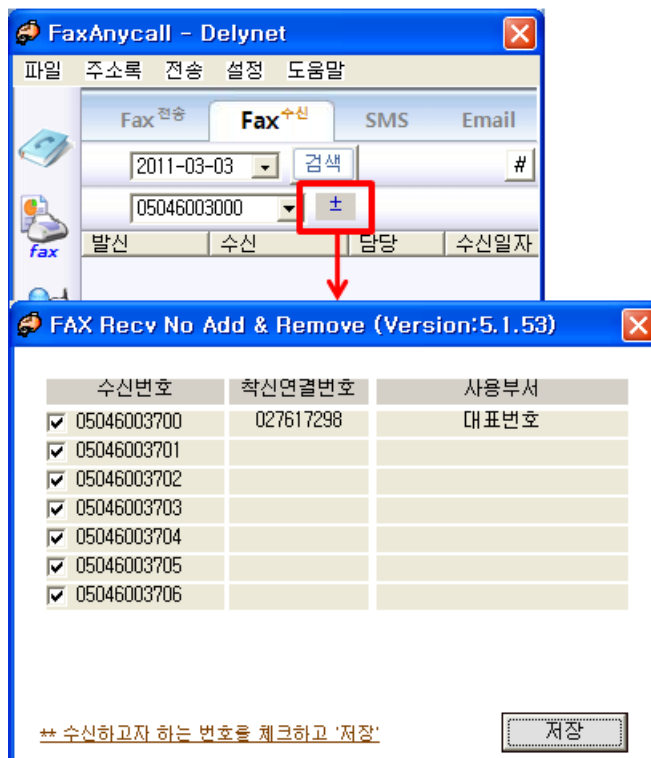 FaxAnycall - Delynet
파일 주소록 전송 설정 도움말
Fax전송 Fax수신 SMS Email
2011-03-03 검색 #
05046003000 ±
fax
발신 수신 담당 수신일자
FAX Recv No Add & Remove (Version:5.1.53)
수신번호 착신연결번호 사용부서
05046003700 027617298 대표번호
05046003701
05046003702
05046003703
05046003704
05046003705
05046003706
** 수신하고자 하는 번호을 체크하고 '저장' 저장